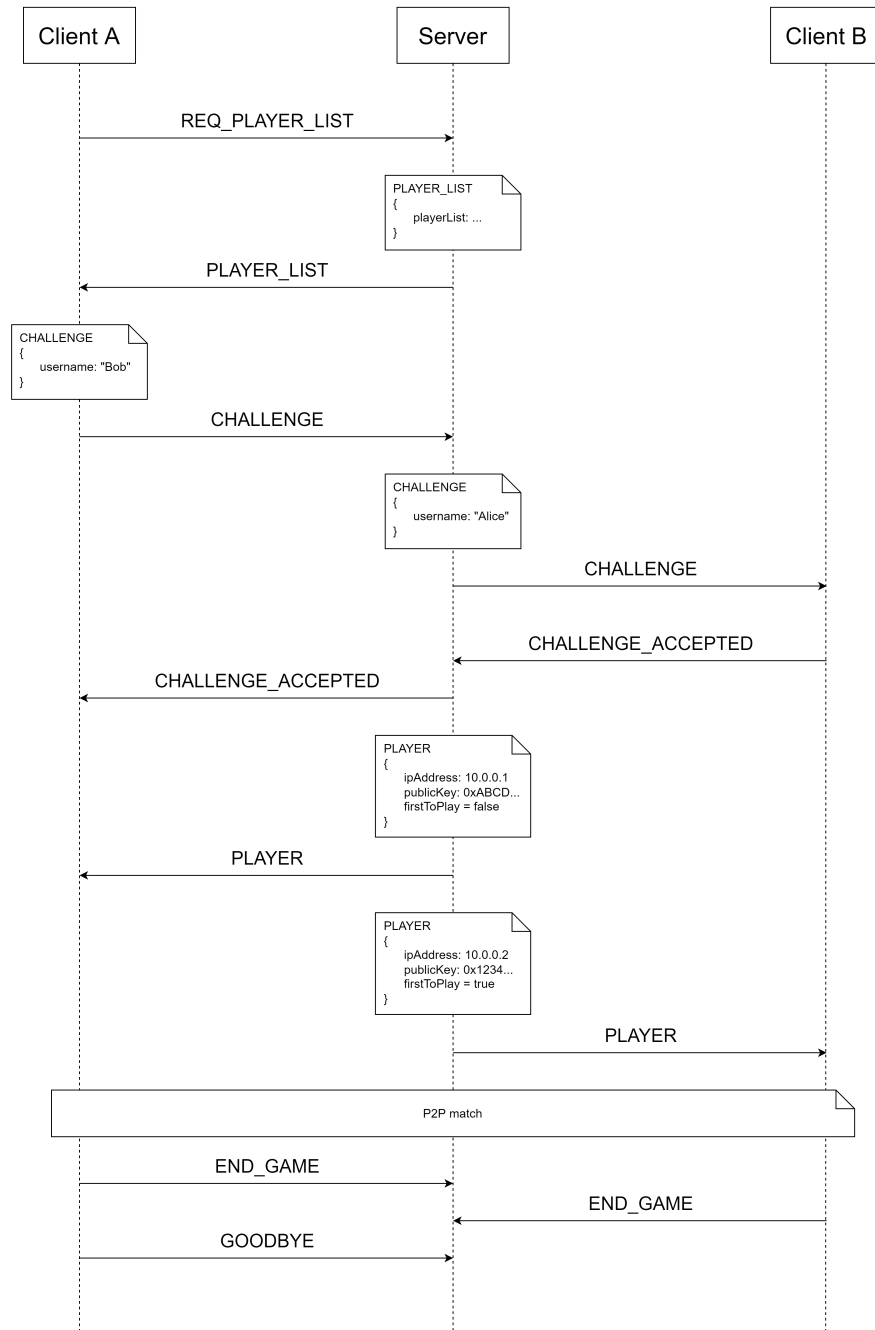 Client A
Server
Client B
REQ_PLAYER_LIST
PLAYER_LIST
{
playerList: ...
}
PLAYER_LIST
CHALLENGE
{
username: "Bob"
}
CHALLENGE
CHALLENGE
{
username: "Alice"
}
CHALLENGE
CHALLENGE_ACCEPTED
CHALLENGE_ACCEPTED
PLAYER
{
ipAddress: 10.0.0.1
publicKey: 0xABCD...
firstToPlay = false
}
PLAYER
PLAYER
{
ipAddress: 10.0.0.2
publicKey: 0x1234...
firstToPlay = true
}
PLAYER
P2P match
END_GAME
END_GAME
GOODBYE